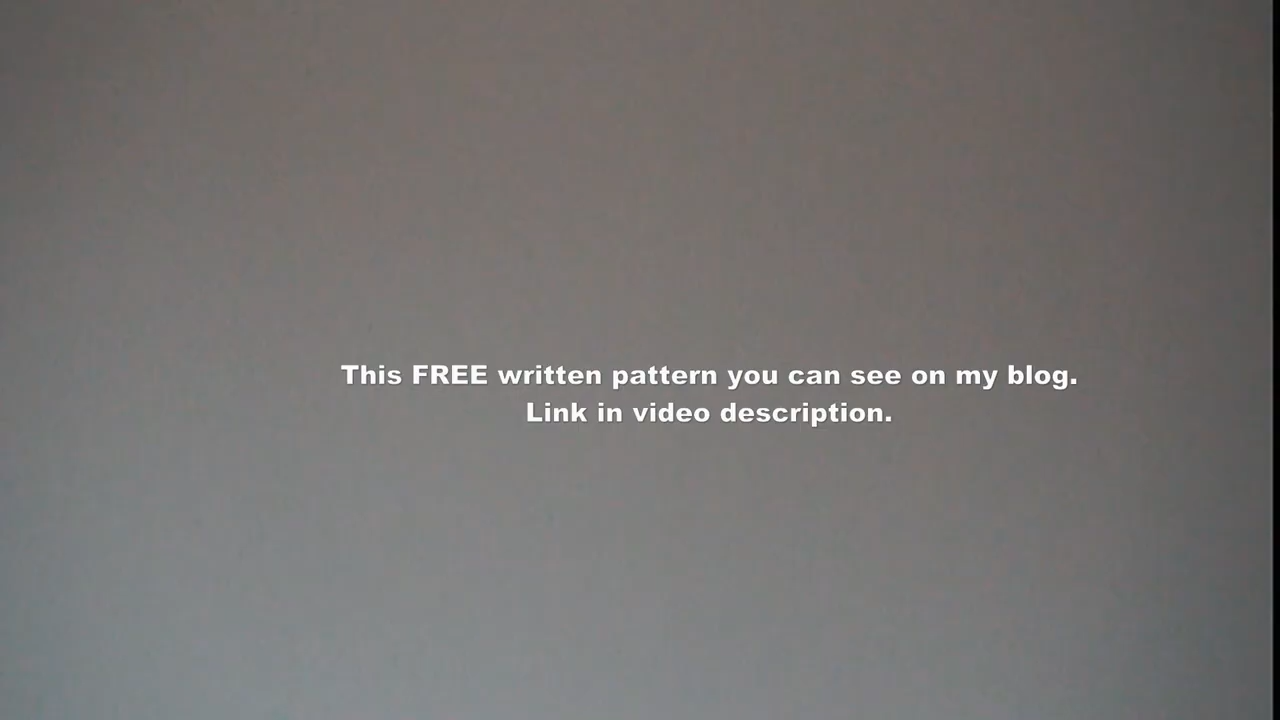 This FREE written pattern you can see on my blog.
Link in video description.